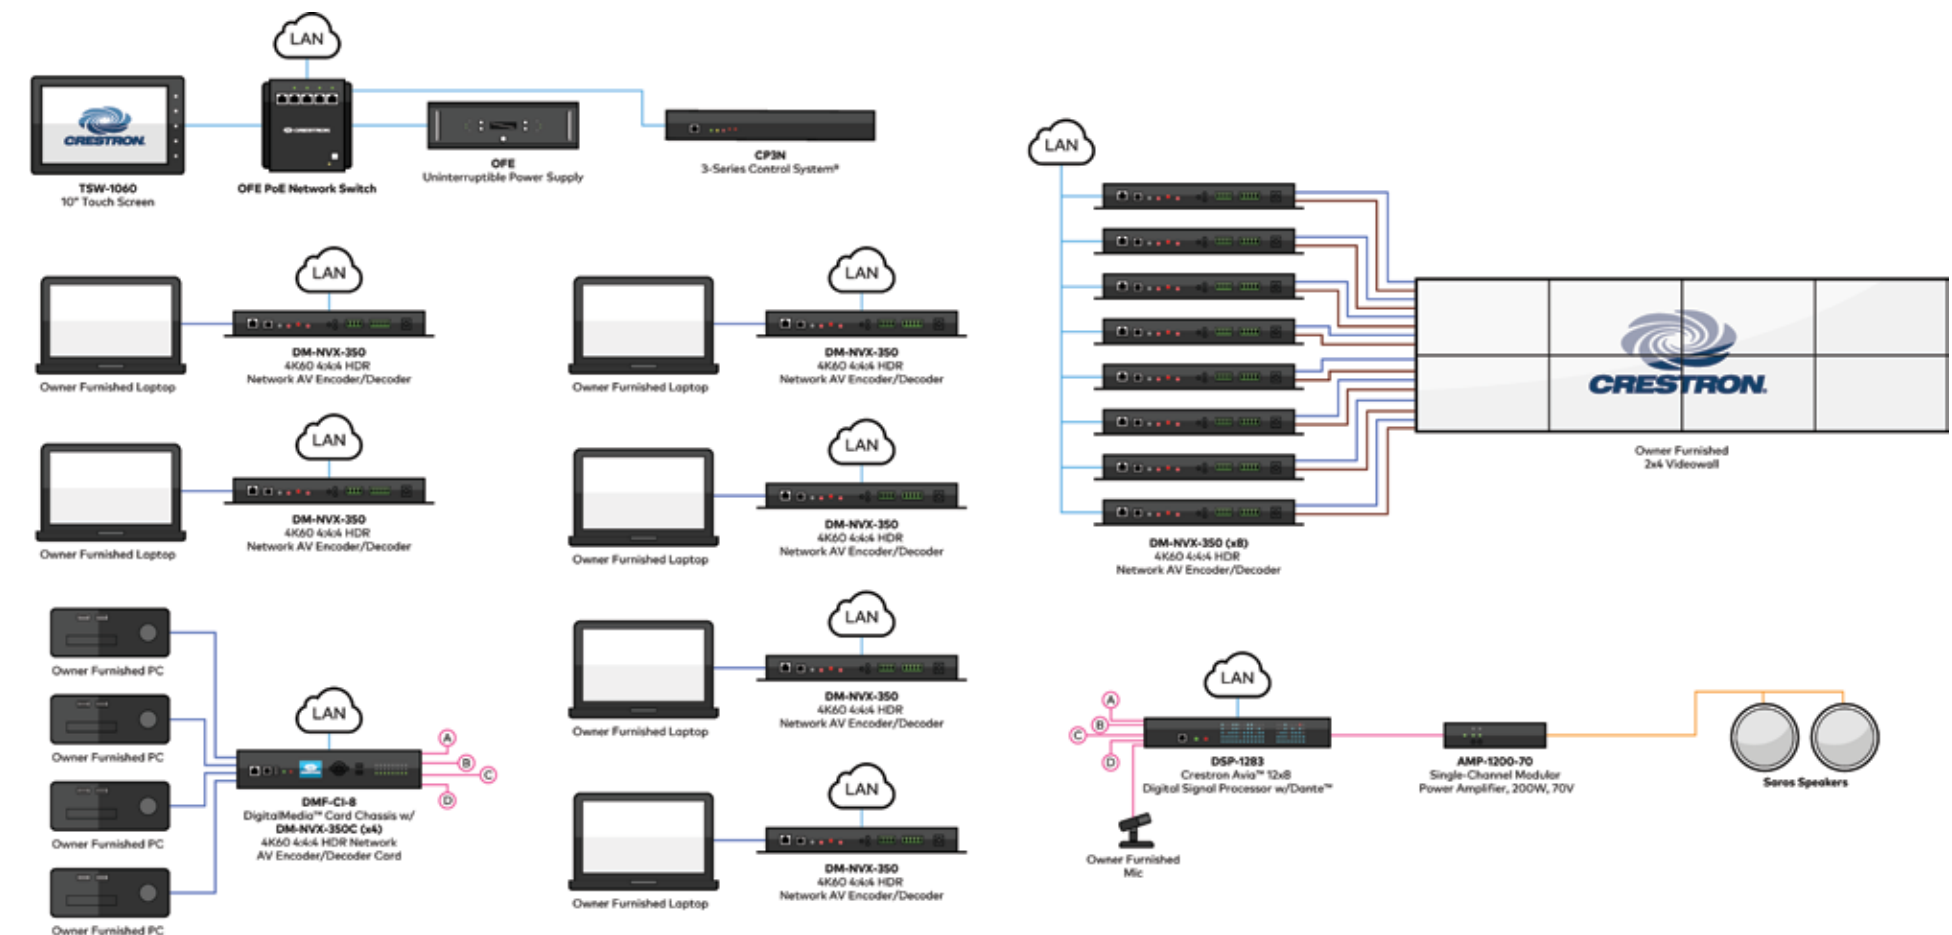 LAN
CRESTRON
CRESTRON
TSW-1060
10" Touch Screen
OFE PoE Network Switch
OFE
Uninterruptible Power Supply
CP3N
3-Series Control System®
LAN
Owner Furnished Laptop
DM-NVX-350
4K60 4:4:4 HDR
Network AV Encoder/Decoder
LAN
Owner Furnished Laptop
DM-NVX-350
4K60 4:4:4 HDR
Network AV Encoder/Decoder
Owner Furnished PC
Owner Furnished PC
Owner Furnished PC
Owner Furnished PC
LAN
A
B
C
D
DMF-CI-8
DigitalMedia™ Card Chassis w/
DM-NVX-350C (x4)
4K60 4:4:4 HDR Network
AV Encoder/Decoder Card
LAN
Owner Furnished Laptop
DM-NVX-350
4K60 4:4:4 HDR
Network AV Encoder/Decoder
LAN
Owner Furnished Laptop
DM-NVX-350
4K60 4:4:4 HDR
Network AV Encoder/Decoder
LAN
Owner Furnished Laptop
DM-NVX-350
4K60 4:4:4 HDR
Network AV Encoder/Decoder
LAN
Owner Furnished Laptop
DM-NVX-350
4K60 4:4:4 HDR
Network AV Encoder/Decoder
LAN
DM-NVX-350 (x8)
4K60 4:4:4 HDR
Network AV Encoder/Decoder
CRESTRON.
Owner Furnished
2x4 Videowall
LAN
A
B
C
D
DSP-1283
Crestron Avia™ 12x8
Digital Signal Processor w/Dante™
Owner Furnished
Mic
AMP-1200-70
Single-Channel Modular
Power Amplifier, 200W, 70V
Saros Speakers